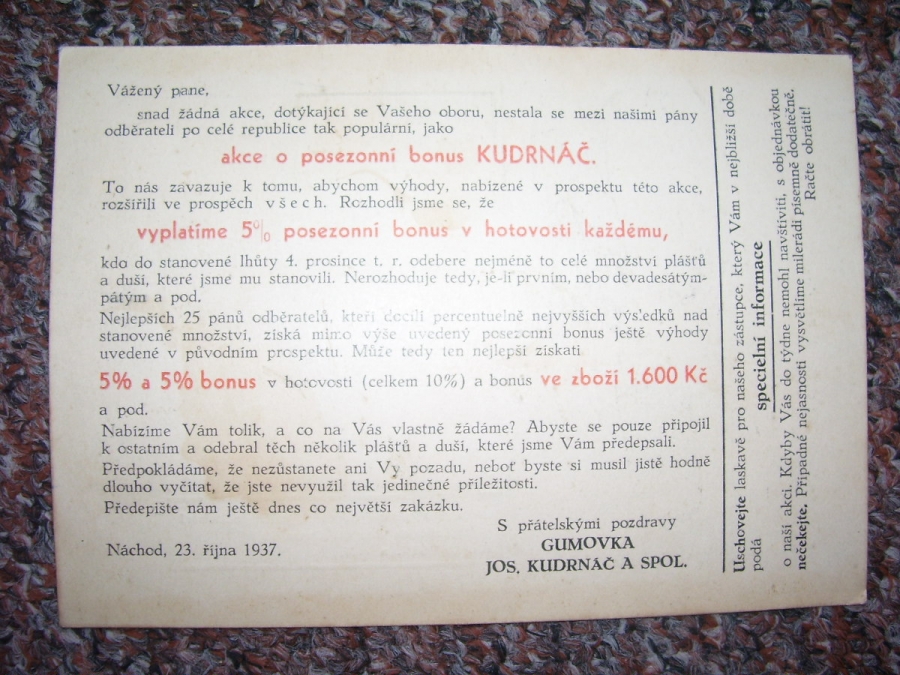 Vážený pane,
snad žádná akce, dotýkající se Vašeho oboru, nestala se mezi našimi pány
odběrateli po celé republice tak populární, jako
akce o posezonní bonus KUDRNÁČ.
To nás zavazuje k tomu, abychom výhody, nabízené v prospektu této akce,
rozšířili ve prospěch všech. Rozhodli jsme se, že
vyplatíme 5% posezonní bonus v hotovosti každému,
kdo do stanovené lhůty 4. prosince t. r. odebere nejméně to celé množství plášťů
a duší, které jsme mu stanovili. Nerozhoduje tedy, je-li prvním, nebo devadesátým-
pátým a pod.
Nejlepších 25 pánů odběratelů, kteří docílí percentuelně nejvyšších výsledků nad
stanovené množství, získá mimo výše uvedený posezonní bonus ještě výhody
uvedené v původním prospektu. Může tedy ten nejlepší získati
5% a 5% bonus v hotovosti (celkem 10%) a bonus ve zboží 1.600 Kč
a pod.
Nabízíme Vám tolik, a co na Vás vlastně žádáme? Abyste se pouze připojil
k ostatním a odebral těch několik plášťů a duší, které jsme Vám předepsali.
Předpokládáme, že nezůstanete ani Vy pozadu, neboť byste si musil jistě hodně
dlouho vyčítat, že jste nevyužil tak jedinečné příležitosti.
Předepište nám ještě dnes co největší zakázku.
S přátelskými pozdravy
Náchod, 23. října 1937.
GUMOVKA
JOS. KUDRNÁČ A SPOL.
Uschovejte laskavě pro našeho zástupce, který Vám v nejbližší době
podá
specielní informace
o naší akci. Kdyby Vás do týdne nemohl navštíviti, s objednávkou
nečekejte. Případné nejasnosti vysvětlíme milerádi písemně dodatečně.
Račte obrátit!